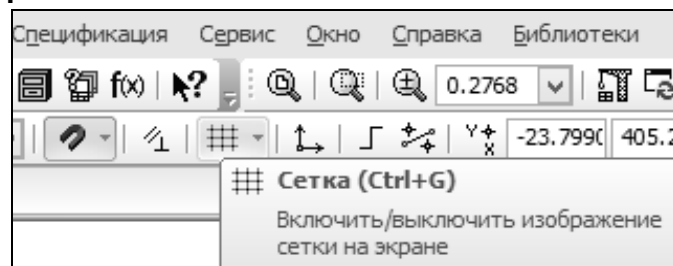 Спецификация Сервис Окно Справка Библиотеки
f(x) ? 0.2768
Y X -23.799 405.2
Сетка (Ctrl+G)
Включить/выключить изображение
сетки на экране